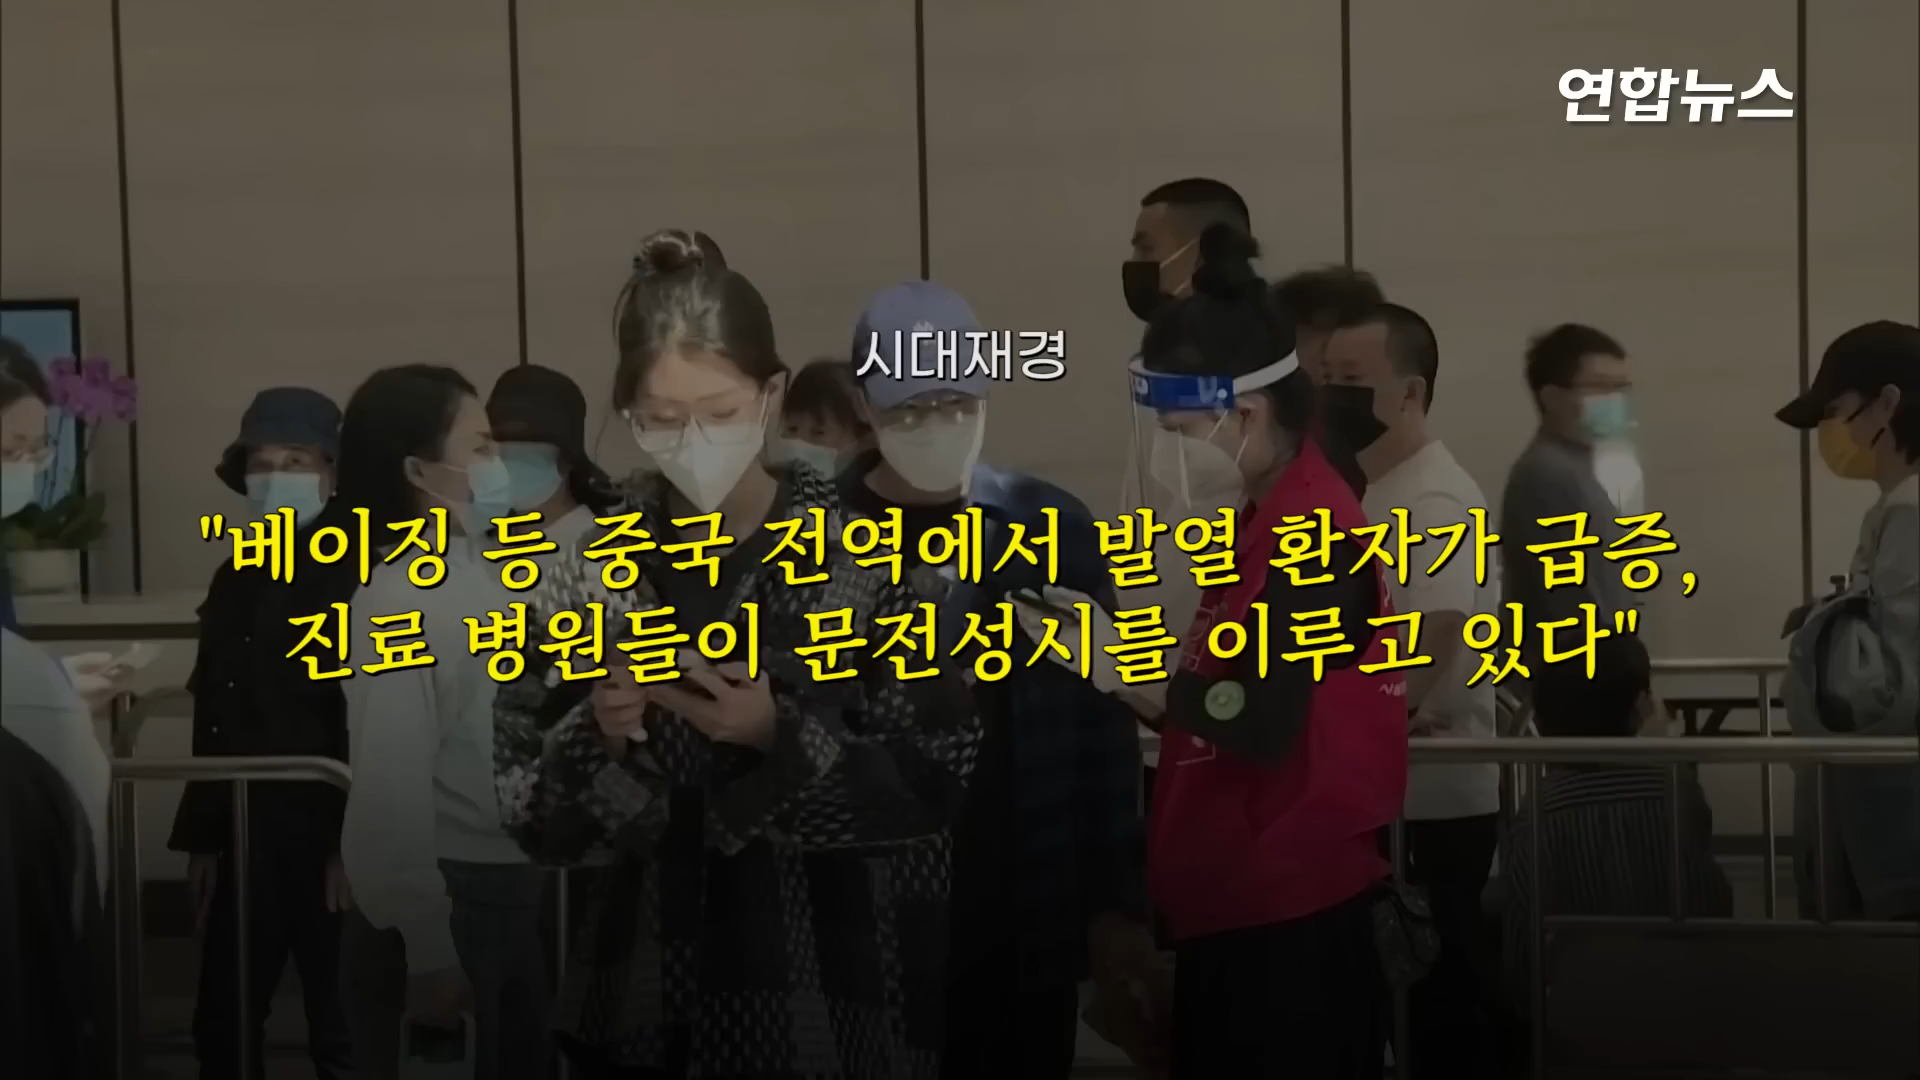 연합뉴스
시대재경
"베이징 등 중국 전역에서 발열 환자가 급증,
진료 병원들이 문전성시를 이루고 있다"